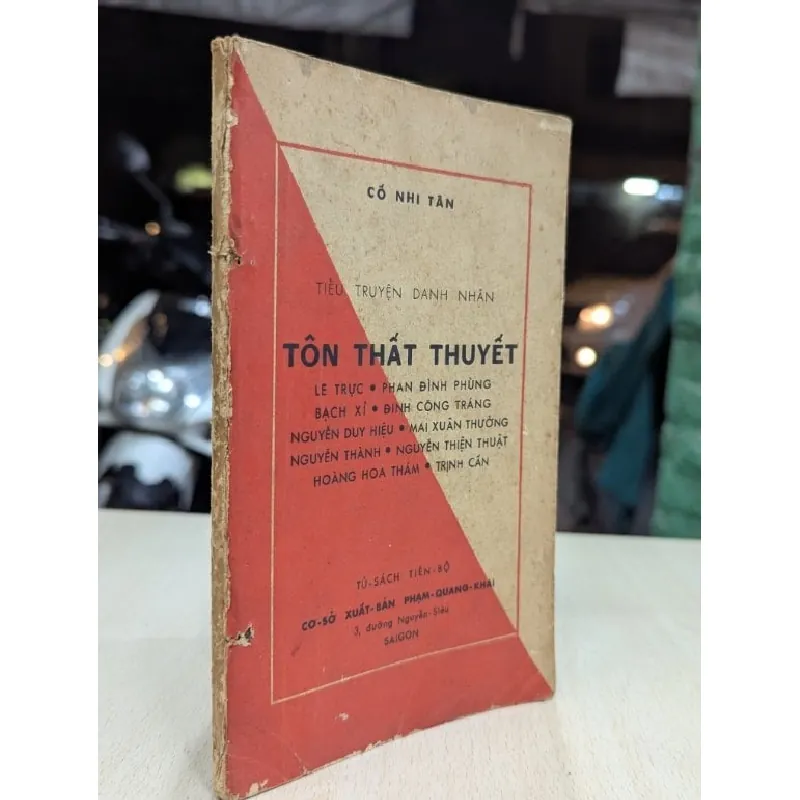 CỐ NHI TÂN
TIỂU TRUYỆN DANH NHÂN
TÔN THẤT THUYẾT
LÊ TRỰC • PHAN ĐÌNH PHÙNG
BẠCH XỈ • ĐINH CÔNG TRÁNG
NGUYỄN DUY HIỆU • MAI XUÂN THƯỞNG
NGUYỄN THÀNH • NGUYỄN THIỆN THUẬT
HOÀNG HOA THÁM • TRỊNH CẤN
TỦ-SÁCH TIẾN-BỘ
CƠ-SỞ XUẤT-BẢN PHẠM-QUANG-KHAI
3, đường Nguyễn-Siêu
SAIGON